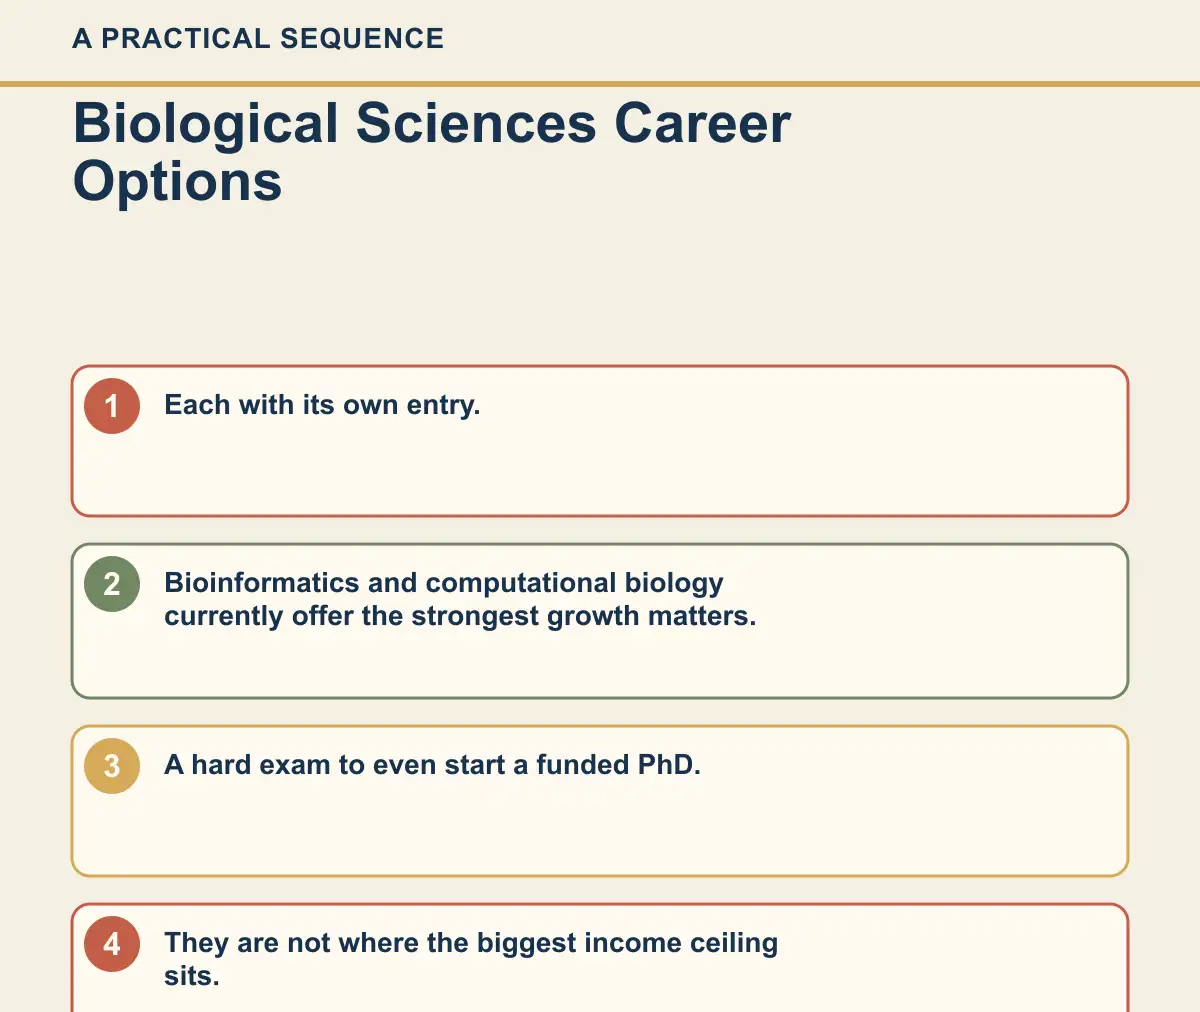 A PRACTICAL SEQUENCE
Biological Sciences Career
Options
1
Each with its own entry.
2
Bioinformatics and computational biology
currently offer the strongest growth matters.
3
A hard exam to even start a funded PhD.
4
They are not where the biggest income ceiling
sits.